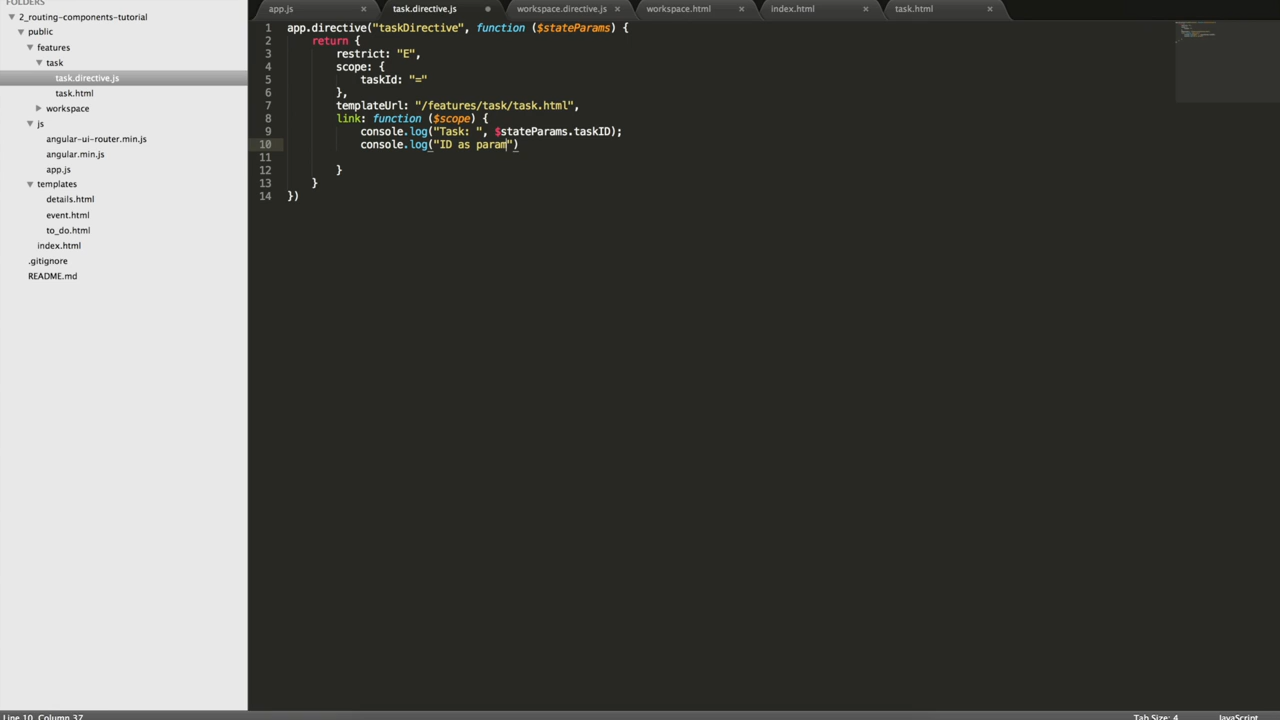 FOLDERS
2_routing-components-tutorial
public
features
task
task.directive.js
task.html
workspace
js
angular-ui-router.min.js
angular.min.js
app.js
templates
details.html
event.html
to_do.html
index.html
.gitignore
README.md
app.js × task.directive.js workspace.directive.js × workspace.html × index.html × task.html ×
1 app.directive("taskDirective", function ($stateParams) {
2 return {
3 restrict: "E",
4 scope: {
5 taskId: "="
6 },
7 templateUrl: "/features/task/task.html",
8 link: function ($scope) {
9 console.log("Task: ", $stateParams.taskID);
10 console.log("ID as param")
11
12 }
13 }
14 })
Line 10, Column 37 Tab Size: 4 JavaScript